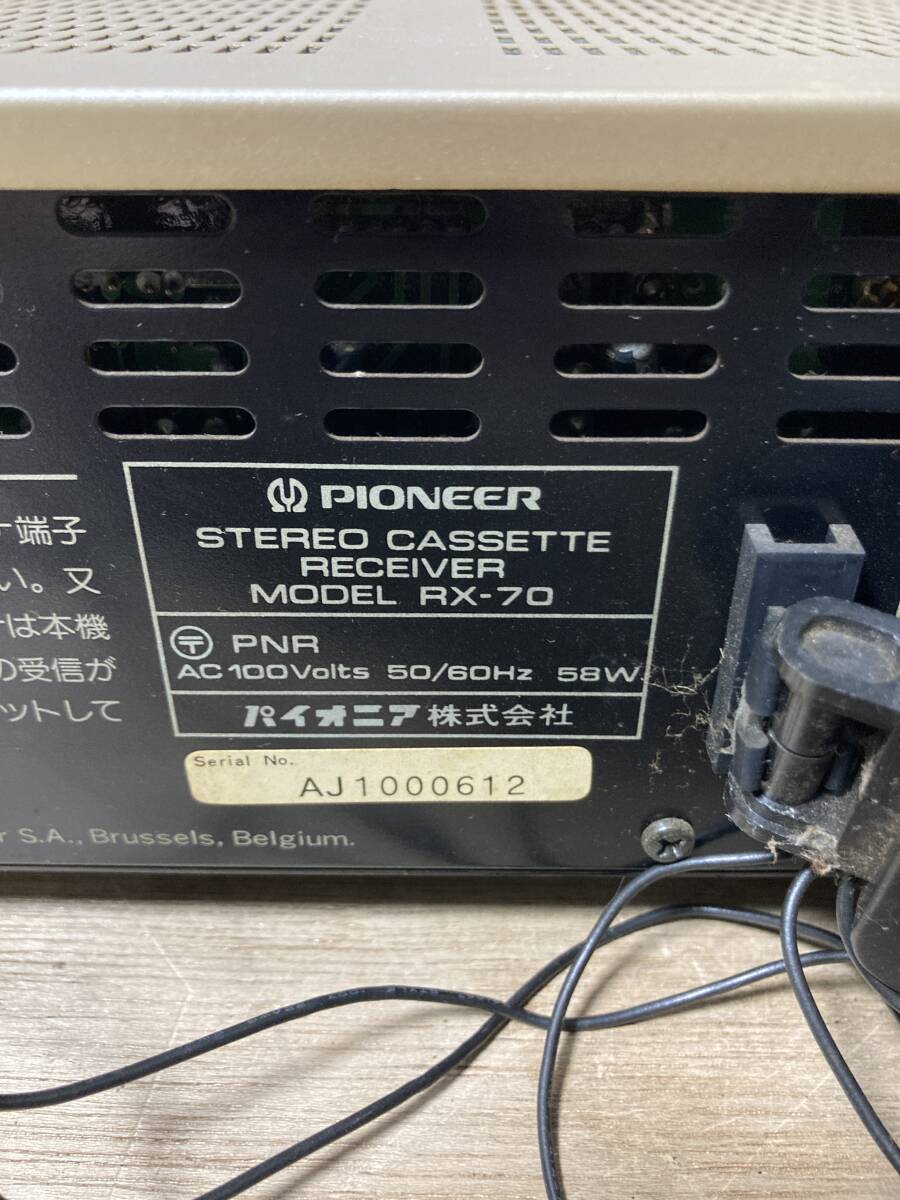 端子
い。又
は本機
の受信が
ットして
PIONEER
STEREO CASSETTE
RECEIVER
MODEL RX-70
〒 PNR
AC 100Volts 50/60Hz 58W
パイオニア株式会社
Serial No.
AJ1000612
r S.A., Brussels, Belgium.